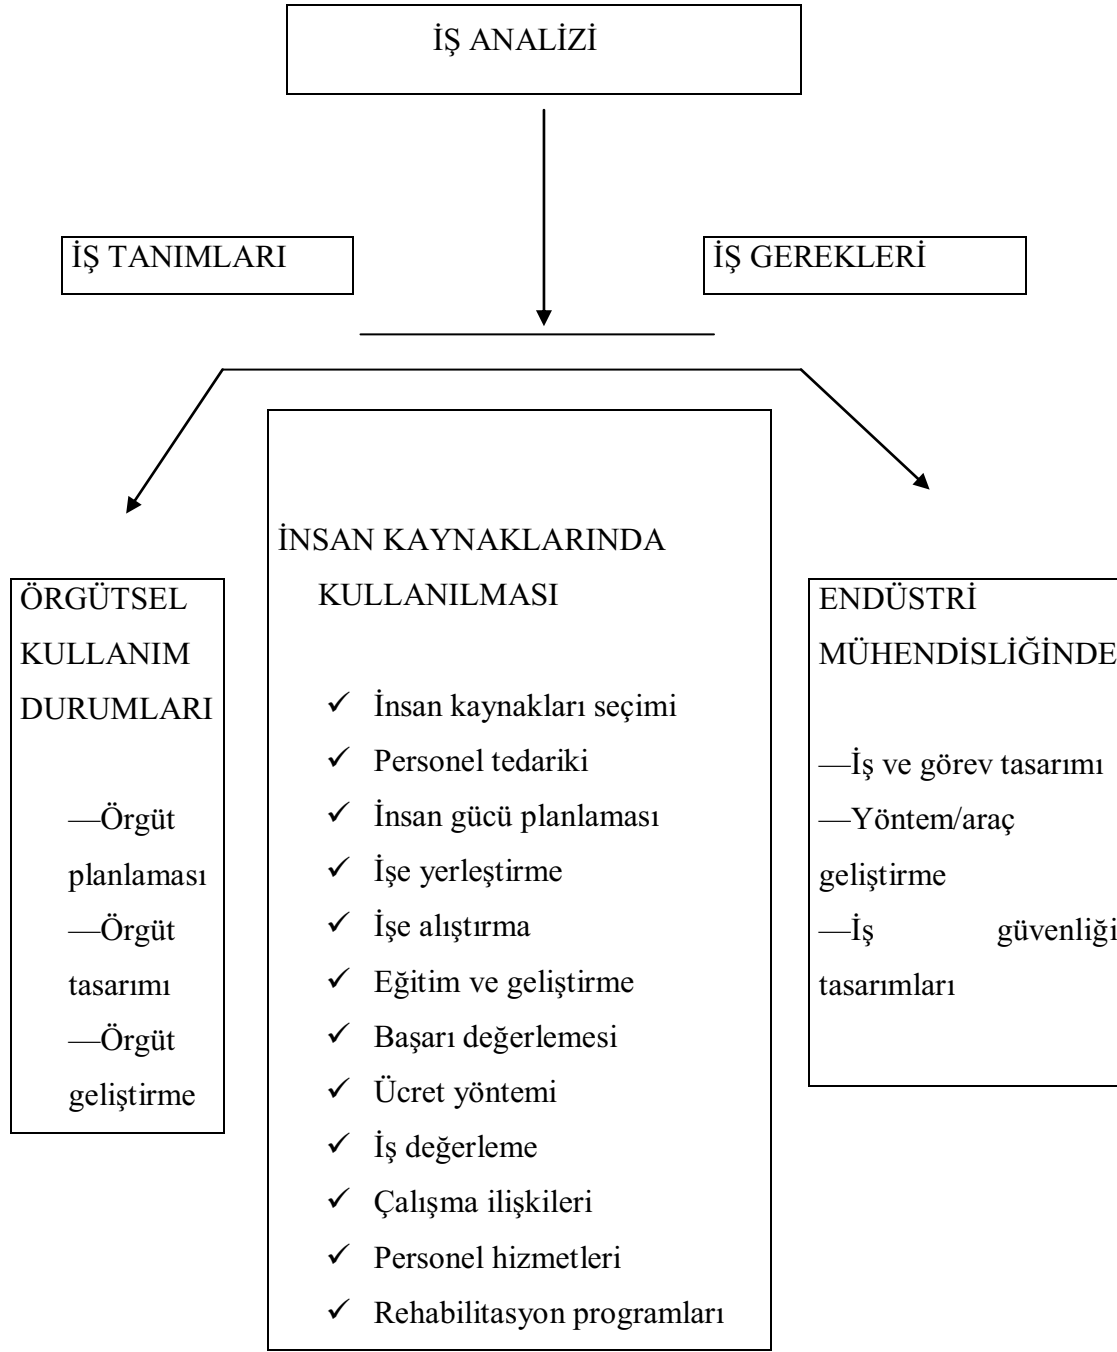 İŞ ANALİZİ
İŞ TANIMLARI
İŞ GEREKLERİ
ÖRGÜTSEL
KULLANIM
DURUMLARI
—Örgüt
planlaması
—Örgüt
tasarımı
—Örgüt
geliştirme
İNSAN KAYNAKLARINDA
KULLANILMASI
✓ İnsan kaynakları seçimi
✓ Personel tedariki
✓ İnsan gücü planlaması
✓ İşe yerleştirme
✓ İşe alıştırma
✓ Eğitim ve geliştirme
✓ Başarı değerlemesi
✓ Ücret yöntemi
✓ İş değerleme
✓ Çalışma ilişkileri
✓ Personel hizmetleri
✓ Rehabilitasyon programları
ENDÜSTRİ
MÜHENDİSLİĞİNDE
—İş ve görev tasarımı
—Yöntem/araç
geliştirme
—İş güvenliği
tasarımları